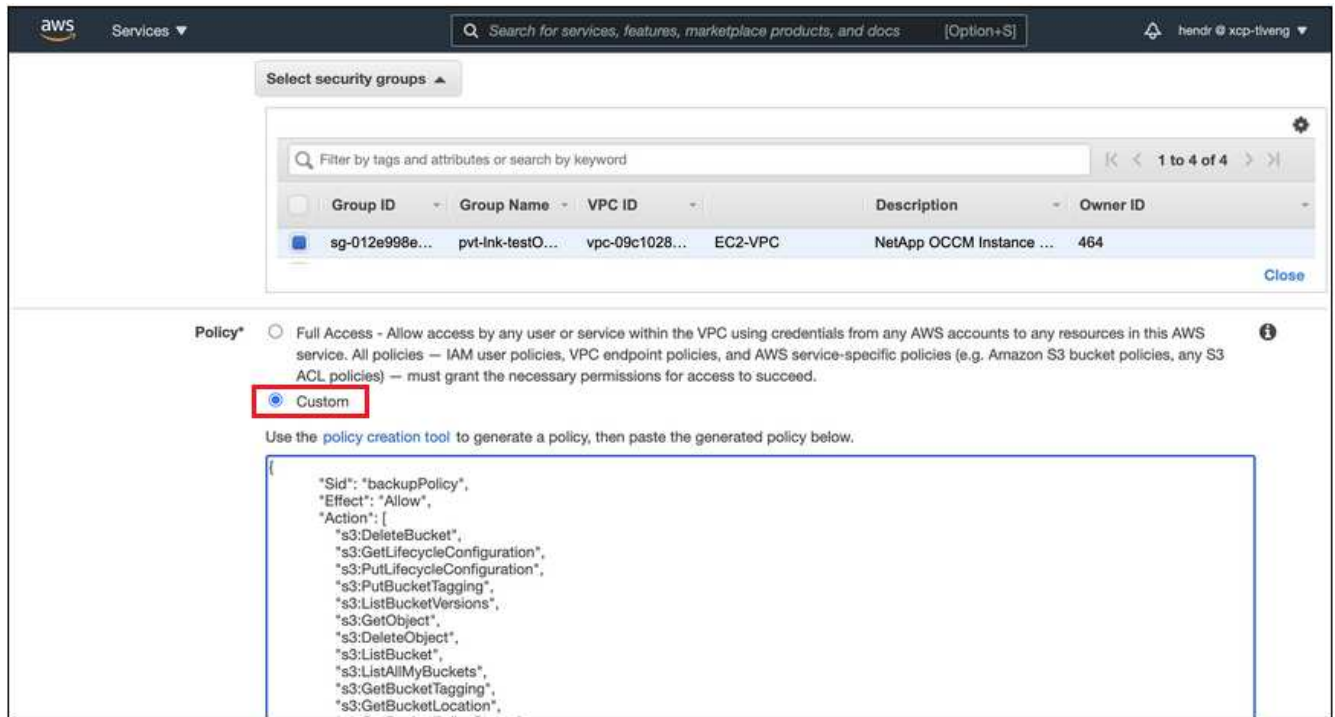 aws Services ▼ Search for services, features, marketplace products, and docs [Option+S] hendr @ xcp-tlveng ▼
Select security groups ▲
Filter by tags and attributes or search by keyword |< < 1 to 4 of 4 > >|
Group ID Group Name VPC ID Description Owner ID
sg-012e998e... pvt-lnk-testO... vpc-09c1028... EC2-VPC NetApp OCCM Instance ... 464
Close
Policy* Full Access - Allow access by any user or service within the VPC using credentials from any AWS accounts to any resources in this AWS
service. All policies — IAM user policies, VPC endpoint policies, and AWS service-specific policies (e.g. Amazon S3 bucket policies, any S3
ACL policies) — must grant the necessary permissions for access to succeed.
Custom
Use the policy creation tool to generate a policy, then paste the generated policy below.
{
"Sid": "backupPolicy",
"Effect": "Allow",
"Action": [
"s3:DeleteBucket",
"s3:GetLifecycleConfiguration",
"s3:PutLifecycleConfiguration",
"s3:PutBucketTagging",
"s3:ListBucketVersions",
"s3:GetObject",
"s3:DeleteObject",
"s3:ListBucket",
"s3:ListAllMyBuckets",
"s3:GetBucketTagging",
"s3:GetBucketLocation",